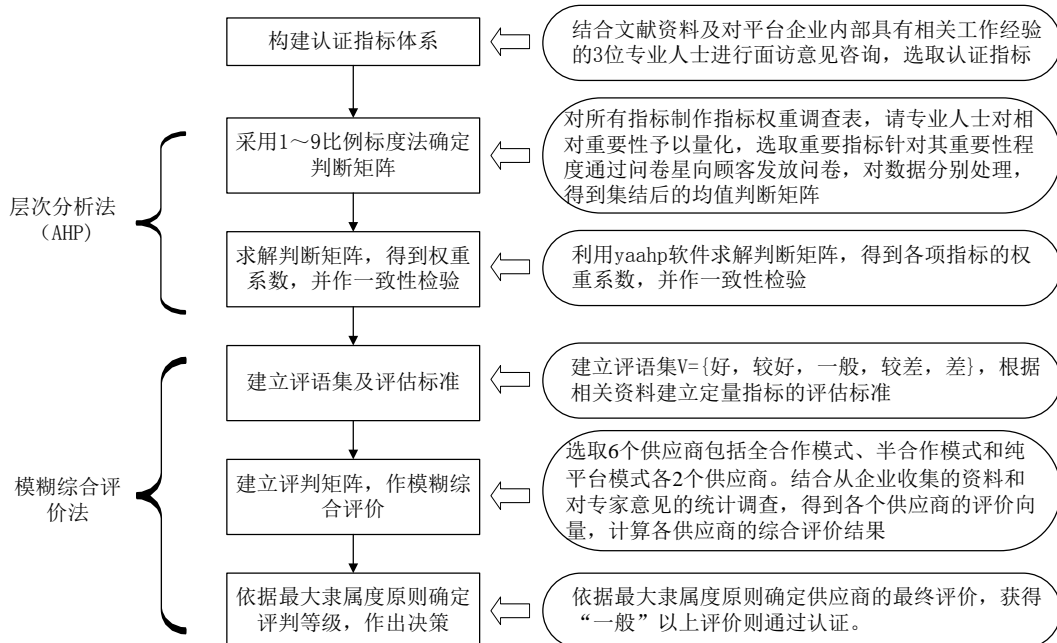 构建认证指标体系
结合文献资料及对平台企业内部具有相关工作经验
的3位专业人士进行面访意见咨询，选取认证指标
采用1～9比例标度法确定
判断矩阵
对所有指标制作指标权重调查表，请专业人士对相
对重要性予以量化，选取重要指标针对其重要性程
度通过问卷星向顾客发放问卷，对数据分别处理，
得到集结后的均值判断矩阵
层次分析法
（AHP)
求解判断矩阵，得到权重
系数，并作一致性检验
利用yaahp软件求解判断矩阵，得到各项指标的权
重系数，并作一致性检验
建立评语集及评估标准
建立评语集V={好，较好，一般，较差，差}，根据
相关资料建立定量指标的评估标准
模糊综合评
价法
建立评判矩阵，作模糊综
合评价
选取6个供应商包括全合作模式、半合作模式和纯
平台模式各2个供应商。结合从企业收集的资料和
对专家意见的统计调查，得到各个供应商的评价向
量，计算各供应商的综合评价结果
依据最大隶属度原则确定
评判等级，作出决策
依据最大隶属度原则确定供应商的最终评价，获得
“一般”以上评价则通过认证。